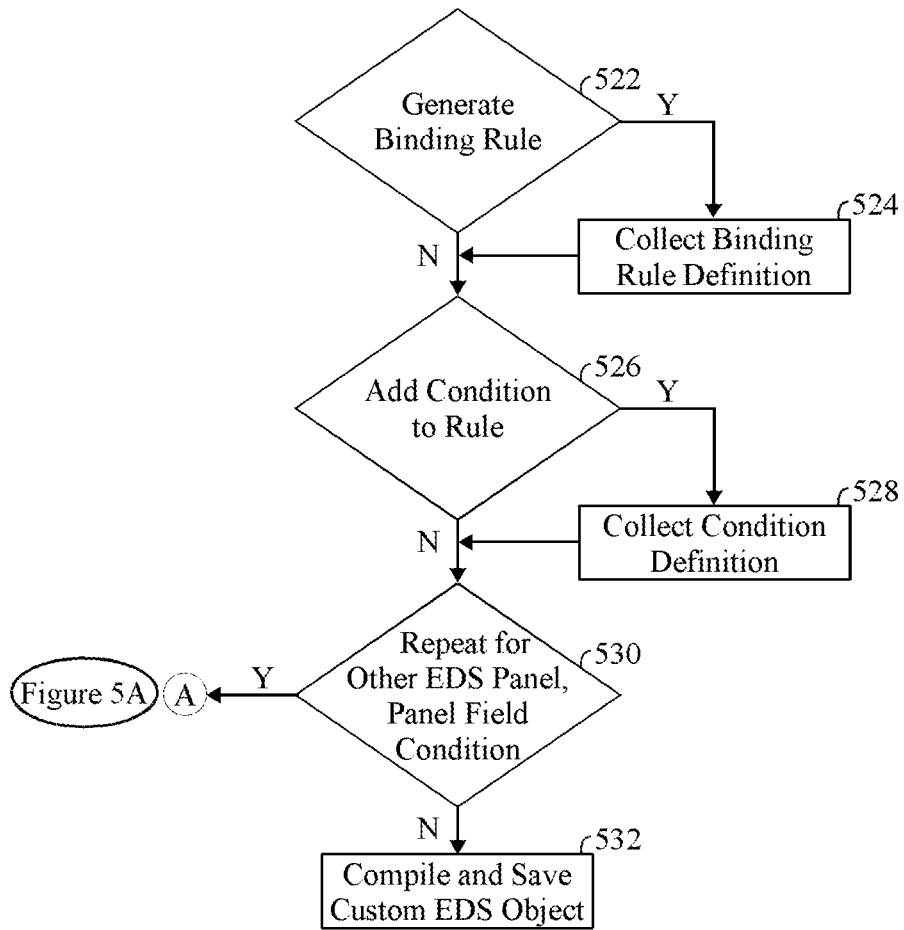 522
Generate
Binding Rule
Y
524
Collect Binding
Rule Definition
N
526
Add Condition
to Rule
Y
528
Collect Condition
Definition
N
530
Repeat for
Other EDS Panel,
Panel Field
Condition
Y
A
Figure 5A
N
532
Compile and Save
Custom EDS Object